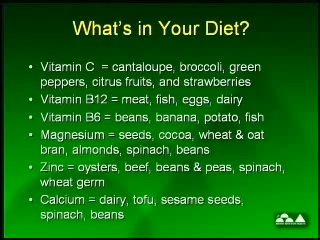 What's in Your Diet?
• Vitamin C = cantaloupe, broccoli, green
peppers, citrus fruits, and strawberries
• Vitamin B12 = meat, fish, eggs, dairy
• Vitamin B6 = beans, banana, potato, fish
• Magnesium = seeds, cocoa, wheat & oat
bran, almonds, spinach, beans
• Zinc = oysters, beef, beans & peas, spinach,
wheat germ
• Calcium = dairy, tofu, sesame seeds,
spinach, beans